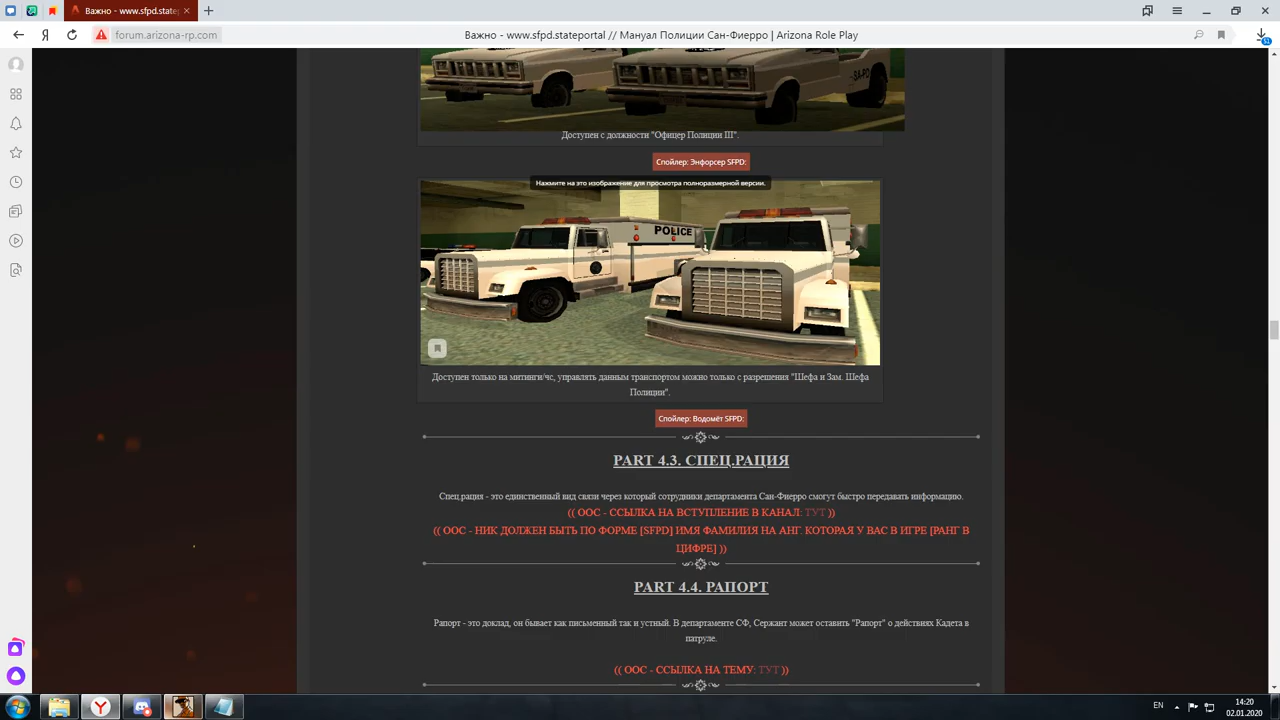 Важно - www.sfpd.statep
forum.arizona-rp.com
Важно - www.sfpd.stateportal // Мануал Полиции Сан-Фиерро | Arizona Role Play
Доступен с должности "Офицер Полиции III".
Спойлер: Энфорсер SFPD:
Нажмите на это изображение для просмотра полноразмерной версии.
POLICE
Доступен только на митинги/чс, управлять данным транспортом можно только с разрешения "Шефа и Зам. Шефа
Полиции".
Спойлер: Водомёт SFPD:
PART 4.3. СПЕЦ.РАЦИЯ
Спец.рация - это единственный вид связи через который сотрудники департамента Сан-Фиерро смогут быстро передавать информацию.
(( ООС - ССЫЛКА НА ВСТУПЛЕНИЕ В КАНАЛ: ТУТ ))
(( ООС - НИК ДОЛЖЕН БЫТЬ ПО ФОРМЕ [SFPD] ИМЯ ФАМИЛИЯ НА АНГ. КОТОРАЯ У ВАС В ИГРЕ [РАНГ В
ЦИФРЕ] ))
PART 4.4. РАПОРТ
Рапорт - это доклад, он бывает как письменный так и устный. В департаменте СФ, Сержант может оставить "Рапорт" о действиях Кадета в
патруле.
(( ООС - ССЫЛКА НА ТЕМУ: ТУТ ))
EN
14:20
02.01.2020